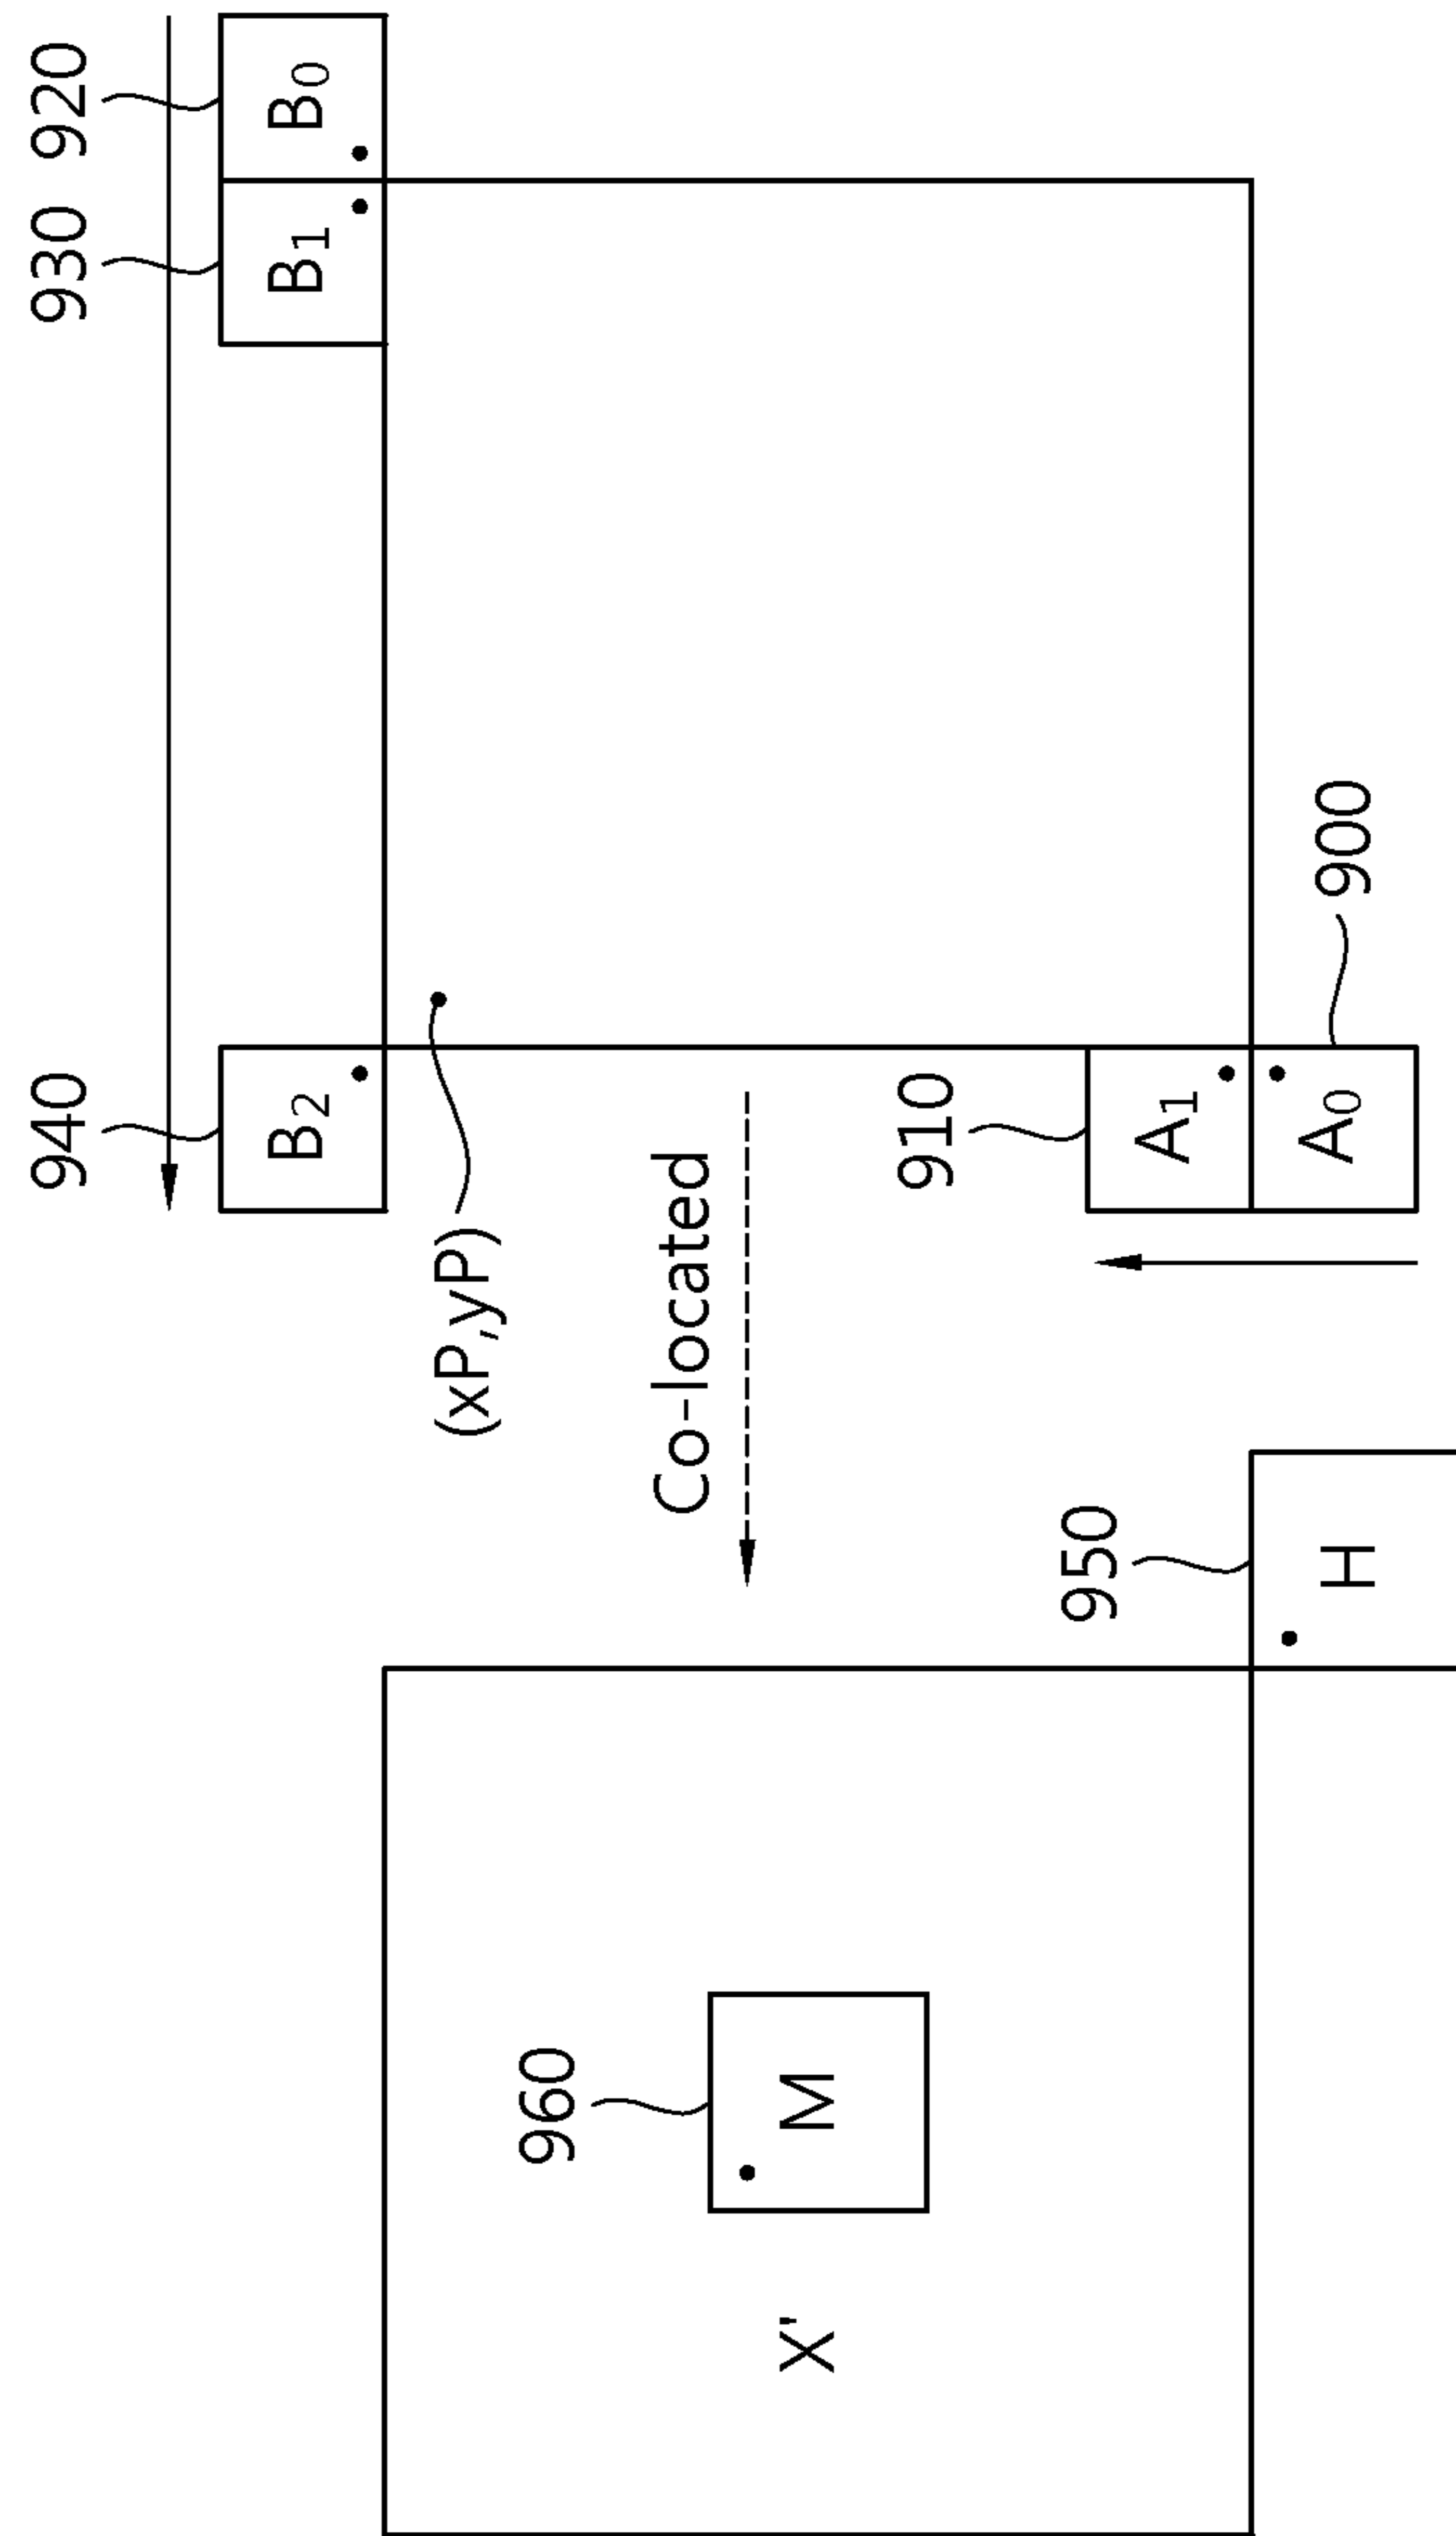 940 930 920
B2 B1 B0
(xP,yP)
960
Co-located
X' M
910
950
A1
H A0 900